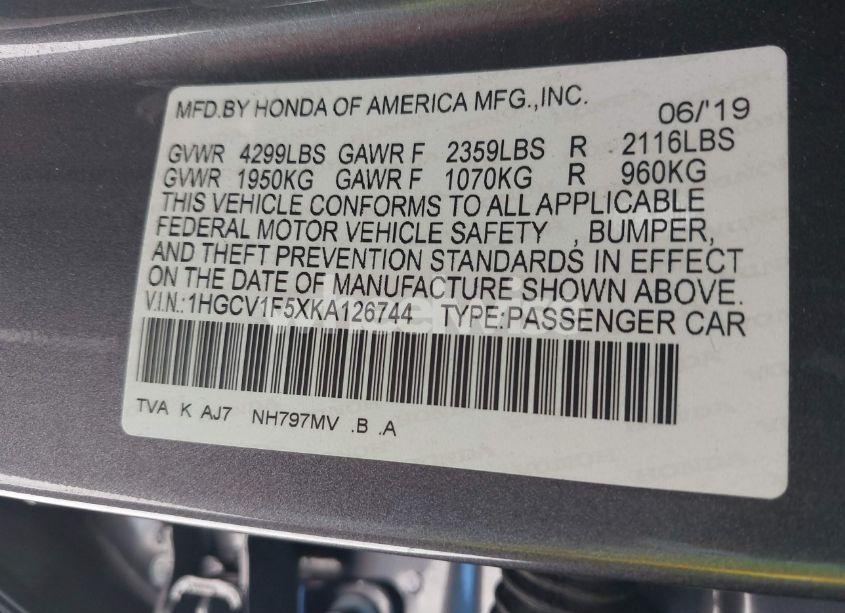 MFD.BY HONDA OF AMERICA MFG.,INC. 06/'19
GVWR 4299LBS GAWR F 2359LBS R 2116LBS
GVWR 1950KG GAWR F 1070KG R 960KG
THIS VEHICLE CONFORMS TO ALL APPLICABLE
FEDERAL MOTOR VEHICLE SAFETY , BUMPER,
AND THEFT PREVENTION STANDARDS IN EFFECT
ON THE DATE OF MANUFACTURE SHOWN ABOVE.
V.I.N.:1HGCV1F5XKA126744 TYPE:PASSENGER CAR
TVA K AJ7 NH797MV .B .A